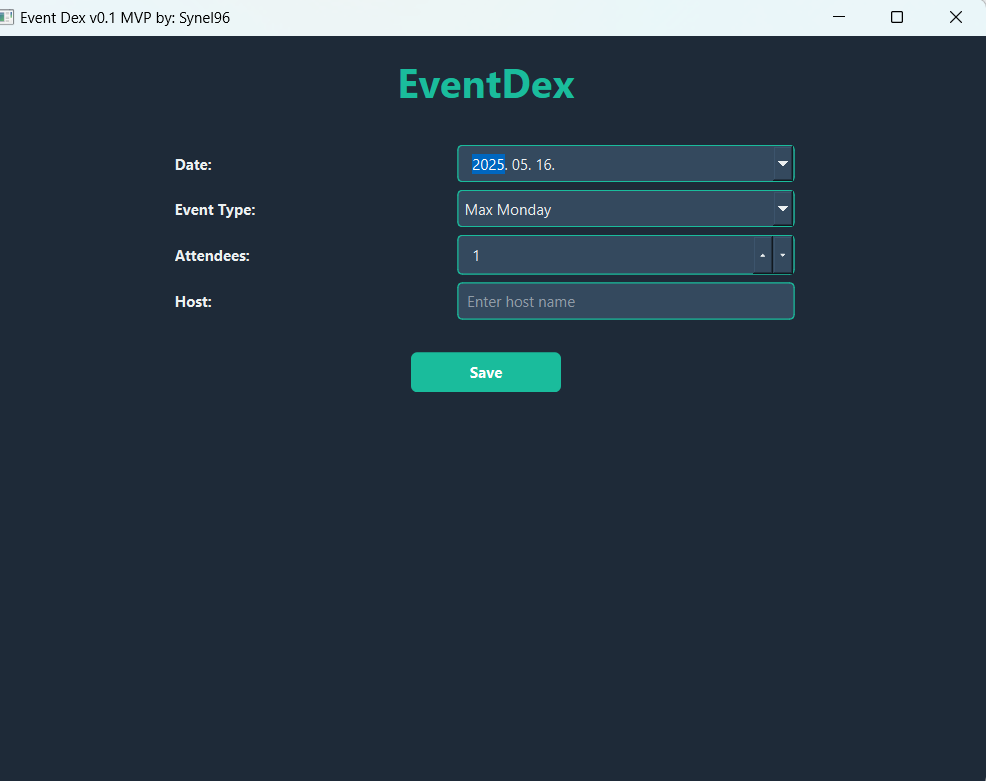 Event Dex v0.1 MVP by: Synel96
EventDex
Date: 2025. 05. 16.
Event Type: Max Monday
Attendees: 1
Host: Enter host name
Save